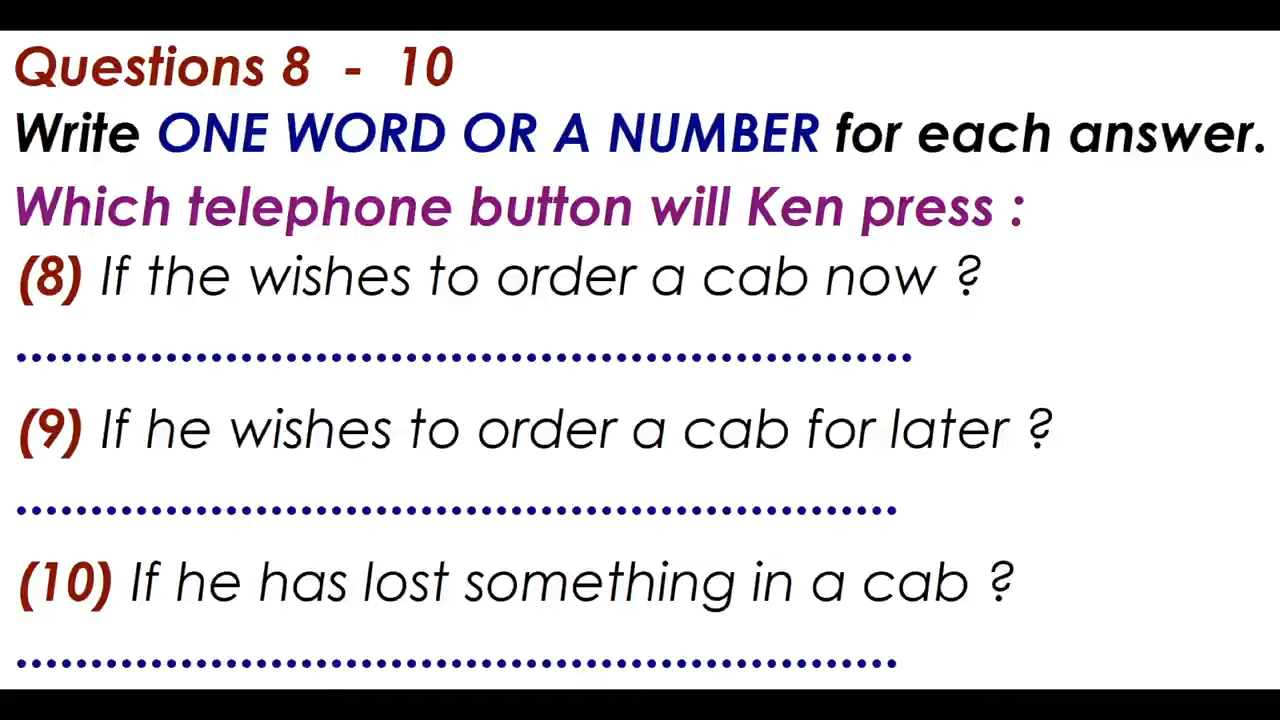 Questions 8 - 10
Write ONE WORD OR A NUMBER for each answer.
Which telephone button will Ken press :
(8) If the wishes to order a cab now ?
............................................................
(9) If he wishes to order a cab for later ?
...........................................................
(10) If he has lost something in a cab ?
...........................................................